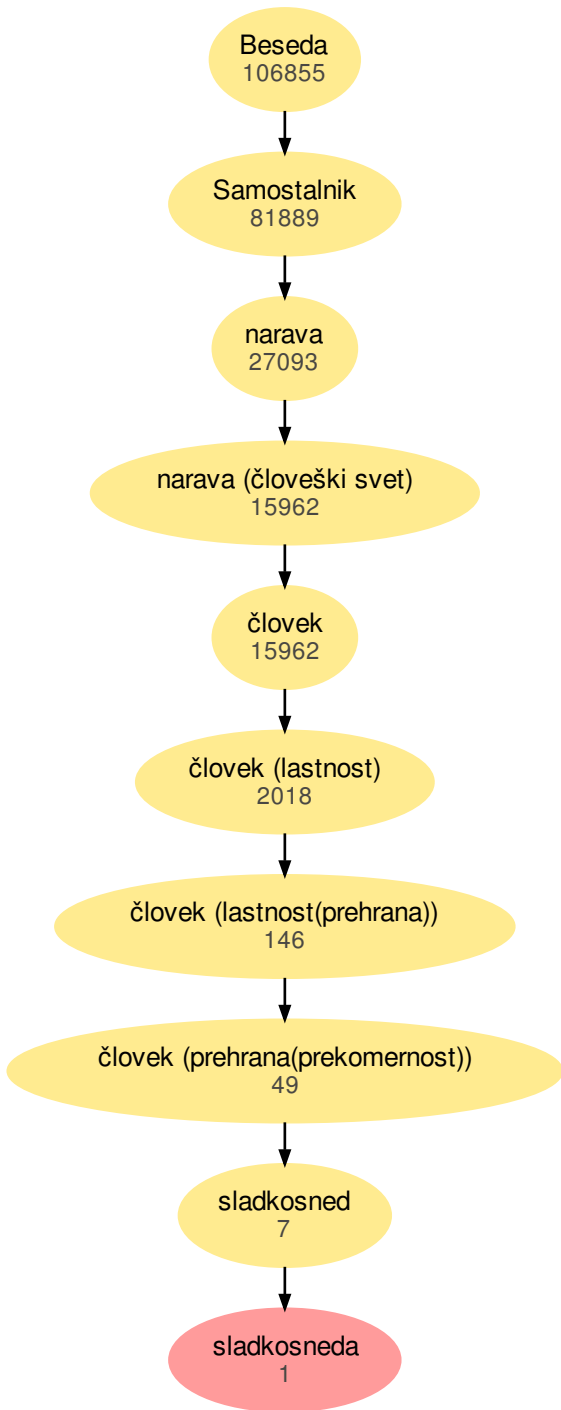 Beseda
106855
Samostalnik
81889
narava
27093
narava (človeški svet)
15962
človek
15962
človek (lastnost)
2018
človek (lastnost(prehrana))
146
človek (prehrana(prekomernost))
49
sladkosned
7
sladkosneda
1